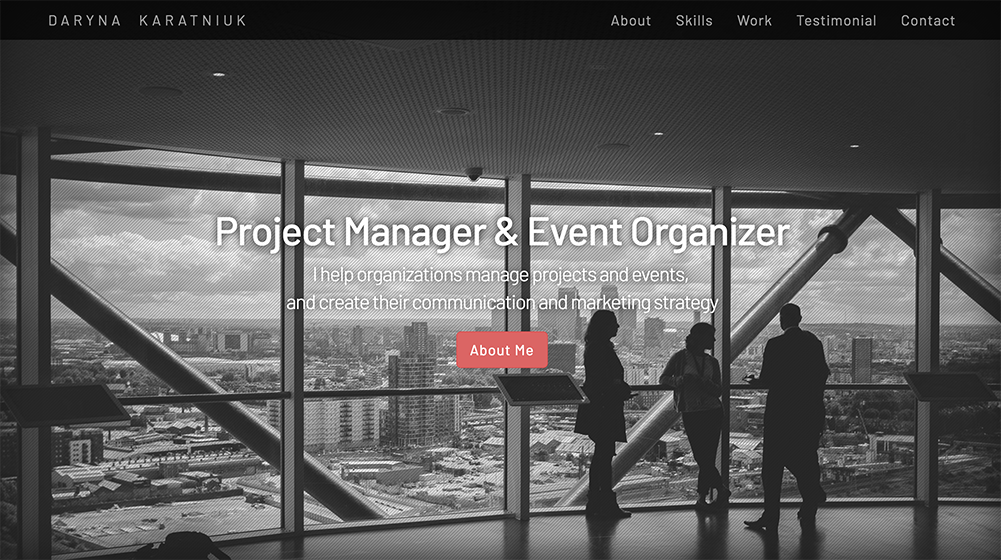 DARYNA KARATNIUK
About Skills Work Testimonial Contact
Project Manager & Event Organizer
I help organizations manage projects and events,
and create their communication and marketing strategy
About Me